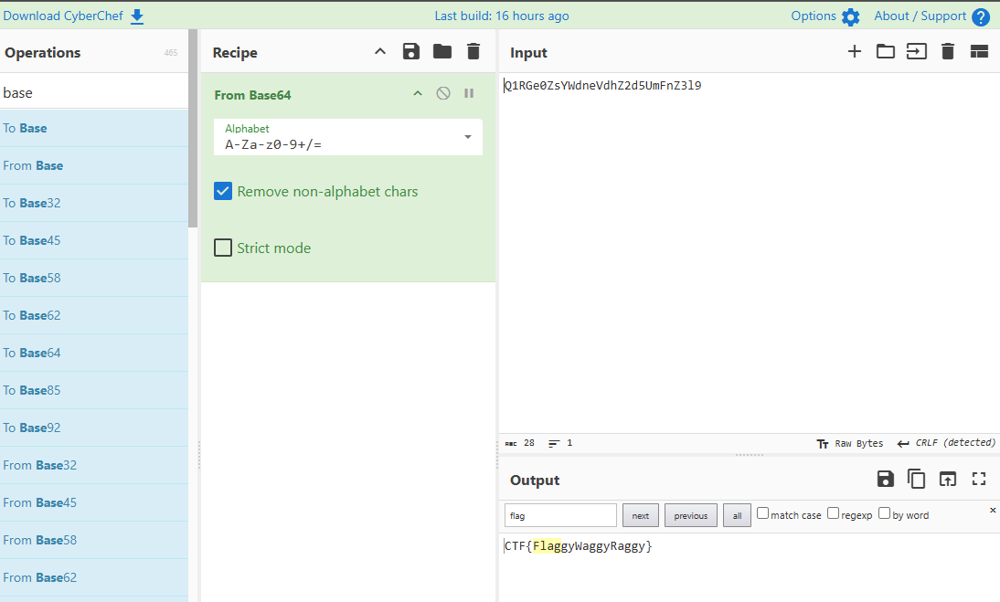 Download CyberChef
Last build: 16 hours ago
Options
About / Support
Operations
465
base
To Base
From Base
To Base32
To Base45
To Base58
To Base62
To Base64
To Base85
To Base92
From Base32
From Base45
From Base58
From Base62
Recipe
From Base64
Alphabet
A-Za-z0-9+/=
Remove non-alphabet chars
Strict mode
Input
Q1RGe0ZsYWdneVdhZ2d5UmFnZ3l9
ABC 28 1
Tт Raw Bytes CRLF (detected)
Output
flag
next
previous
all
match case
regexp
by word
×
CTF{FlaggyWaggyRaggy}